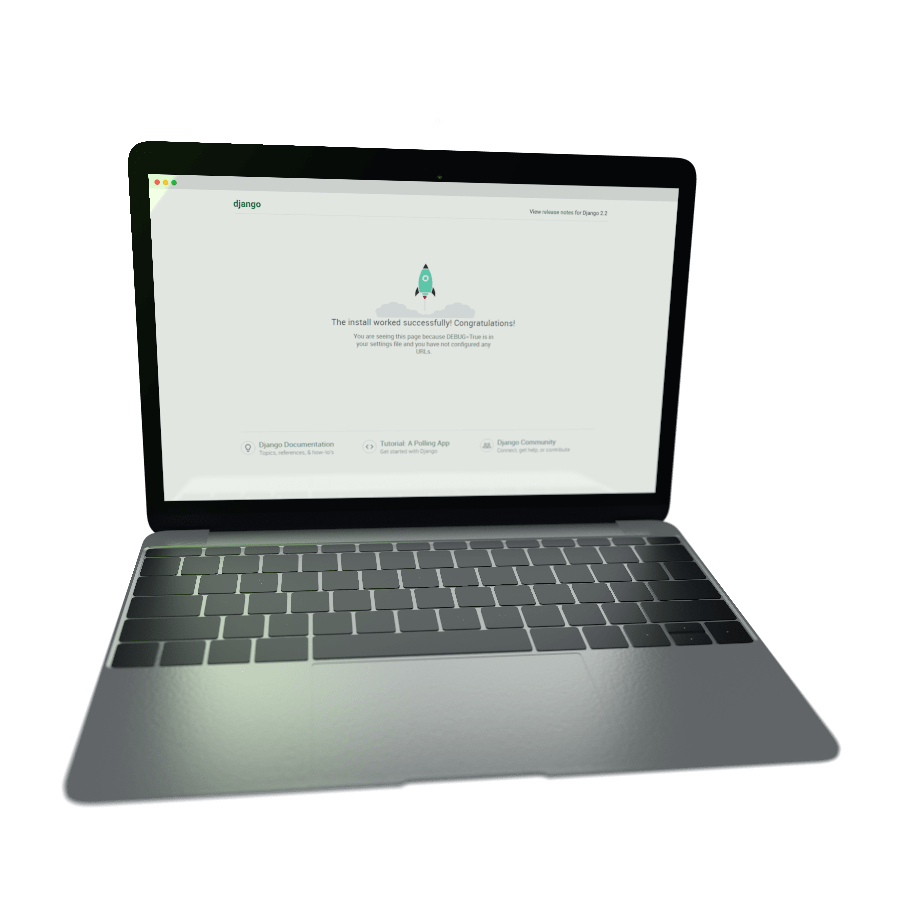 django
View release notes for Django 2.2
The install worked successfully! Congratulations!
You are seeing this page because DEBUG=True is in
your settings file and you have not configured any
URLs.
Django Documentation
Topics, references, & how-to's
Tutorial: A Polling App
Get started with Django
Django Community
Connect, get help, or contribute